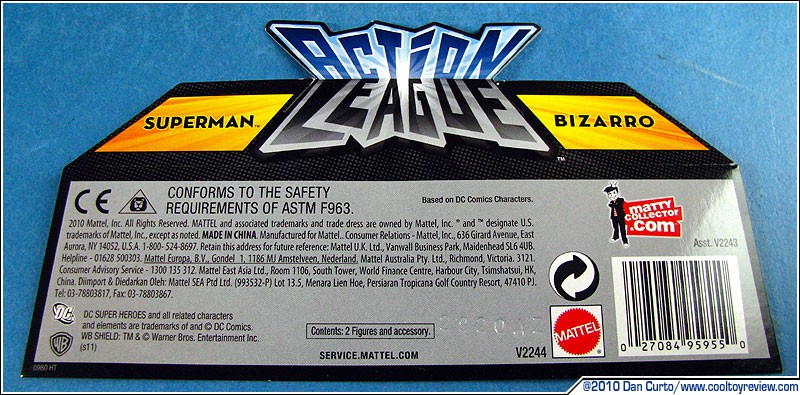 ACTION
LEAGUE
TM
SUPERMAN™
BIZARRO
CE
CONFORMS TO THE SAFETY
REQUIREMENTS OF ASTM F963.
Based on DC Comics Characters.
2010 Mattel, Inc. All Rights Reserved. MATTEL and associated trademarks and trade dress are owned by Mattel, Inc. ® and ™ designate U.S.
trademarks of Mattel, Inc., except as noted. MADE IN CHINA. Manufactured for Mattel. Consumer Relations - Mattel, Inc., 636 Girard Avenue, East
Aurora, NY 14052, U.S.A. 1-800-524-8697. Retain this address for future reference: Mattel U.K. Ltd., Vanwall Business Park, Maidenhead SL6 4UB.
Helpline - 01628 500303. Mattel Europa, B.V., Gondel 1, 1186 MJ Amstelveen, Nederland. Mattel Australia Pty. Ltd., Richmond, Victoria. 3121.
Consumer Advisory Service - 1300 135 312. Mattel East Asia Ltd., Room 1106, South Tower, World Finance Centre, Harbour City, Tsimshatsui, HK,
China. Diimport & Diedarkan Oleh: Mattel SEA Ptd Ltd. (993532-P) Lot 13.5, Menara Lien Hoe, Persiaran Tropicana Golf Country Resort, 47410 PJ.
Tel: 03-78803817, Fax: 03-78803867.
MATTY
COLLECTOR
.com
Asst. V2243
DC
DC SUPER HEROES and all related characters
and elements are trademarks of and © DC Comics.
WB SHIELD: TM & © Warner Bros. Entertainment Inc.
(s11)
WB
Contents: 2 Figures and accessory.
SERVICE.MATTEL.COM
V2244
MATTEL
0 27084 95955 0
0980 HT
©2010 Dan Curto/www.cooltoyreview.com